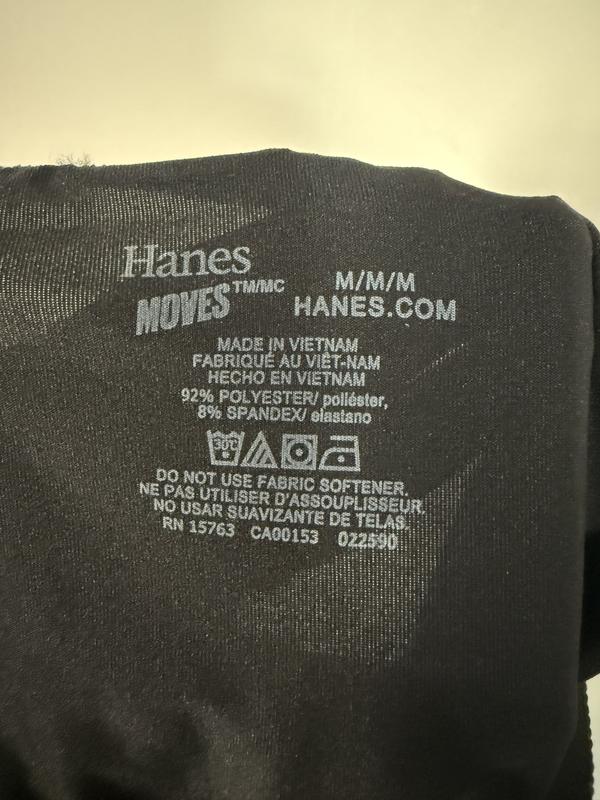 Hanes
MOVES™/MC
M/M/M
HANES.COM
MADE IN VIETNAM
FABRIQUÉ AU VIÊT-NAM
HECHO EN VIETNAM
92% POLYESTER/ poliéster,
8% SPANDEX/ elastano
30C
DO NOT USE FABRIC SOFTENER.
NE PAS UTILISER D'ASSOUPLISSEUR.
NO USAR SUAVIZANTE DE TELAS.
RN 15763 CA00153 022590